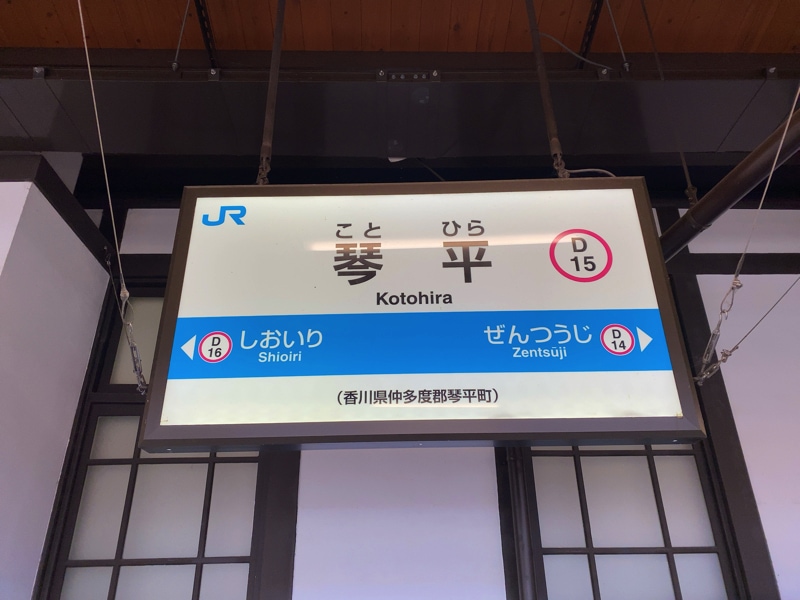 JR
こと ひら
琴平
D
15
Kotohira
D
16
しおいり
Shioiri
ぜんつうじ
Zentsūji
D
14
(香川県仲多度郡琴平町)